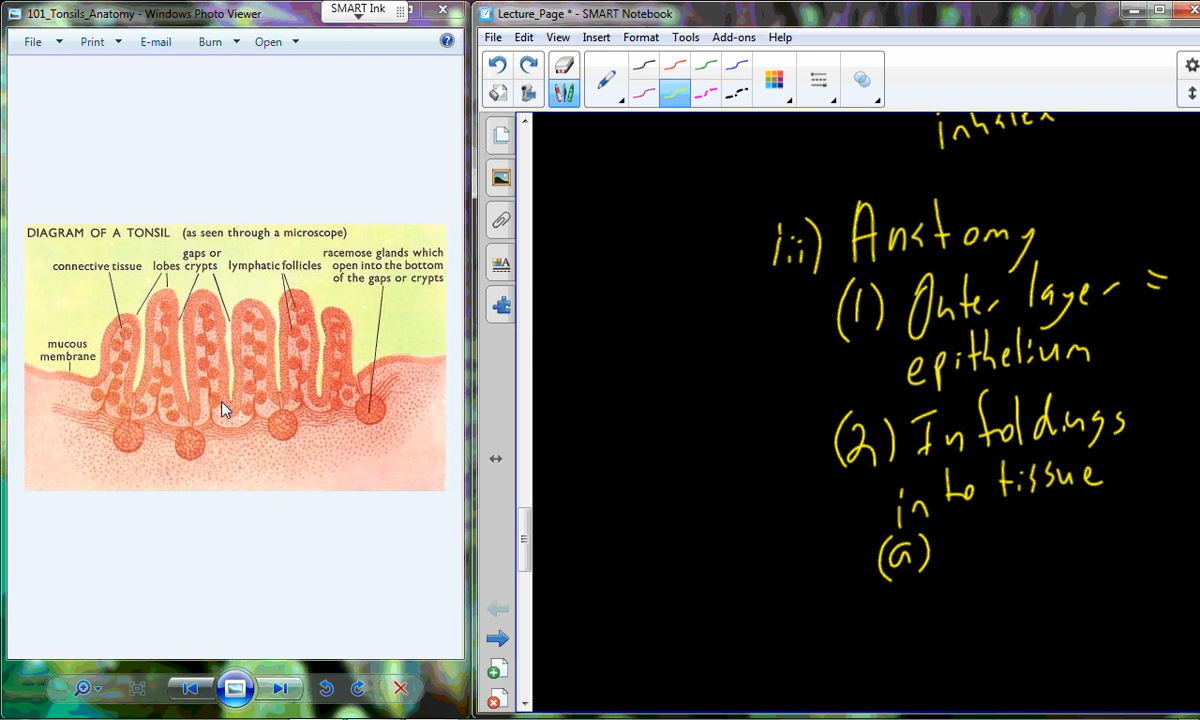 101_Tonsils_Anatomy - Windows Photo Viewer
SMART Ink
File Print E-mail Burn Open
DIAGRAM OF A TONSIL (as seen through a microscope)
connective tissue
lobes
gaps or
crypts
lymphatic follicles
racemose glands which
open into the bottom
of the gaps or crypts
mucous
membrane
Lecture_Page * - SMART Notebook
File Edit View Insert Format Tools Add-ons Help
inhaled
iii) Anatomy
(1) Outer layer =
epithelium
(2) Infoldings
into tissue
(a)